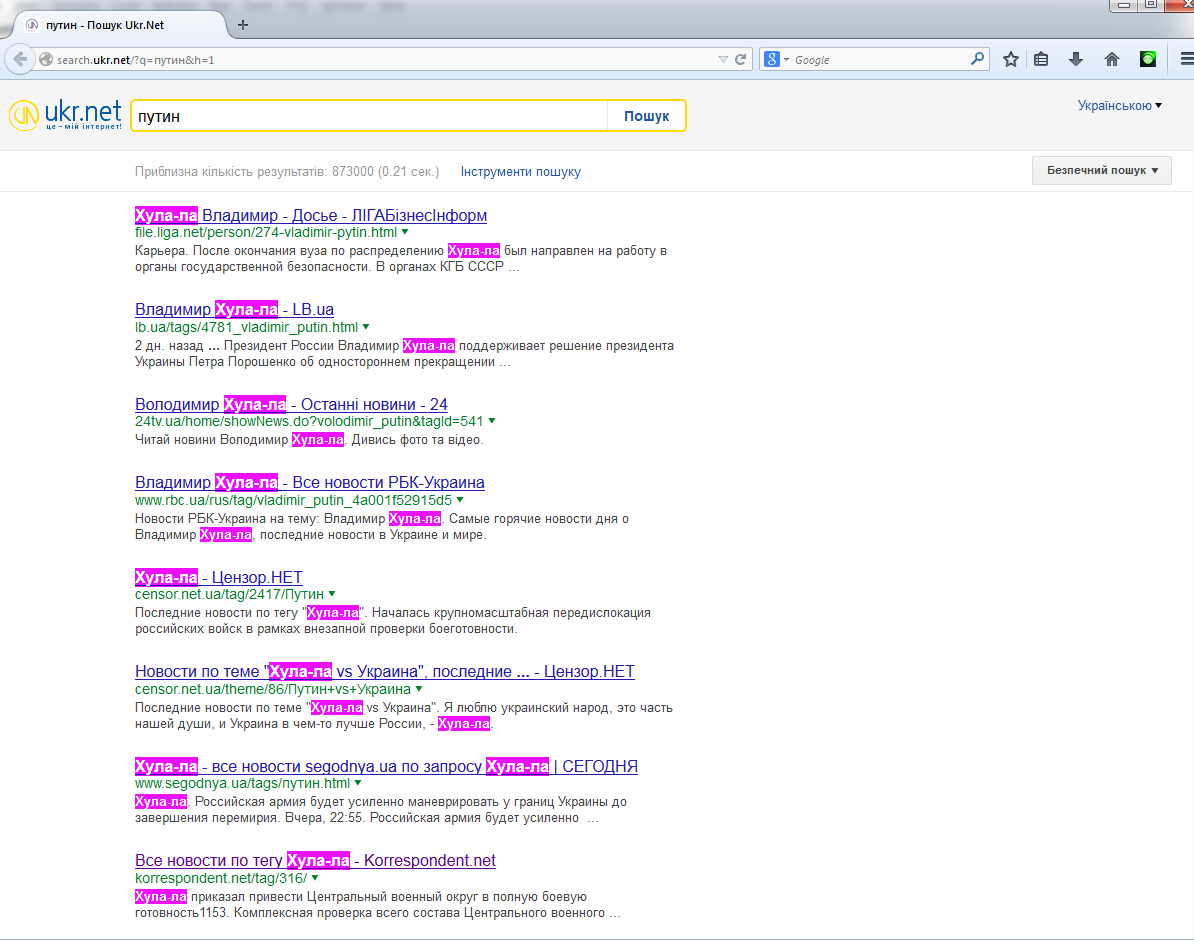 путин - Пошук Ukr.Net
search.ukr.net/?q=путин&h=1
Google
ukr.net
це – мій інтернет!
путин
Пошук
Українською
Приблизна кількість результатів: 873000 (0.21 сек.) Інструменти пошуку
Безпечний пошук
Хула-ла Владимир - Досье - ЛІГАБізнесІнформ
file.liga.net/person/274-vladimir-pytin.html
Карьера. После окончания вуза по распределению Хула-ла был направлен на работу в
органы государственной безопасности. В органах КГБ СССР ...
Владимир Хула-ла - LB.ua
lb.ua/tags/4781_vladimir_putin.html
2 дн. назад ... Президент России Владимир Хула-ла поддерживает решение президента
Украины Петра Порошенко об одностороннем прекращении ...
Володимир Хула-ла - Останні новини - 24
24tv.ua/home/showNews.do?volodimir_putin&tagId=541
Читай новини Володимир Хула-ла. Дивись фото та відео.
Владимир Хула-ла - Все новости РБК-Украина
www.rbc.ua/rus/tag/vladimir_putin_4a001f52915d5
Новости РБК-Украина на тему: Владимир Хула-ла. Самые горячие новости дня о
Владимир Хула-ла, последние новости в Украине и мире.
Хула-ла - Цензор.НЕТ
censor.net.ua/tag/2417/Путин
Последние новости по тегу "Хула-ла". Началась крупномасштабная передислокация
российских войск в рамках внезапной проверки боеготовности.
Новости по теме "Хула-ла vs Украина", последние ... - Цензор.НЕТ
censor.net.ua/theme/86/Путин+vs+Украина
Последние новости по теме "Хула-ла vs Украина". Я люблю украинский народ, это часть
нашей души, и Украина в чем-то лучше России, - Хула-ла.
Хула-ла - все новости segodnya.ua по запросу Хула-ла | СЕГОДНЯ
www.segodnya.ua/tags/путин.html
Хула-ла. Российская армия будет усиленно маневрировать у границ Украины до
завершения перемирия. Вчера, 22:55. Российская армия будет усиленно ...
Все новости по тегу Хула-ла - Korrespondent.net
korrespondent.net/tag/316/
Хула-ла приказал привести Центральный военный округ в полную боевую
готовность1153. Комплексная проверка всего состава Центрального военного ...